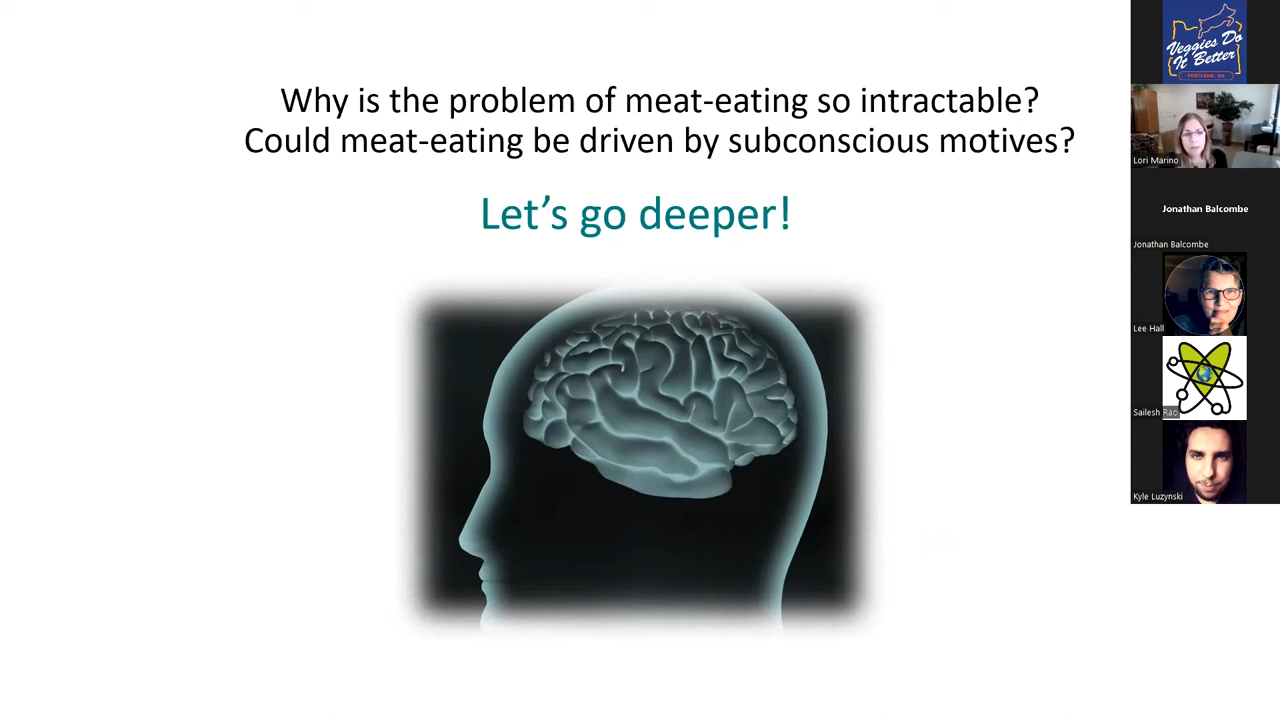 Why is the problem of meat-eating so intractable?
Could meat-eating be driven by subconscious motives?
Let’s go deeper!
Veggies Do
It Better
PORTLAND, OR
Lori Marino
Jonathan Balcombe
Jonathan Balcombe
Lee Hall
Sailesh Rao
Kyle Luzynski